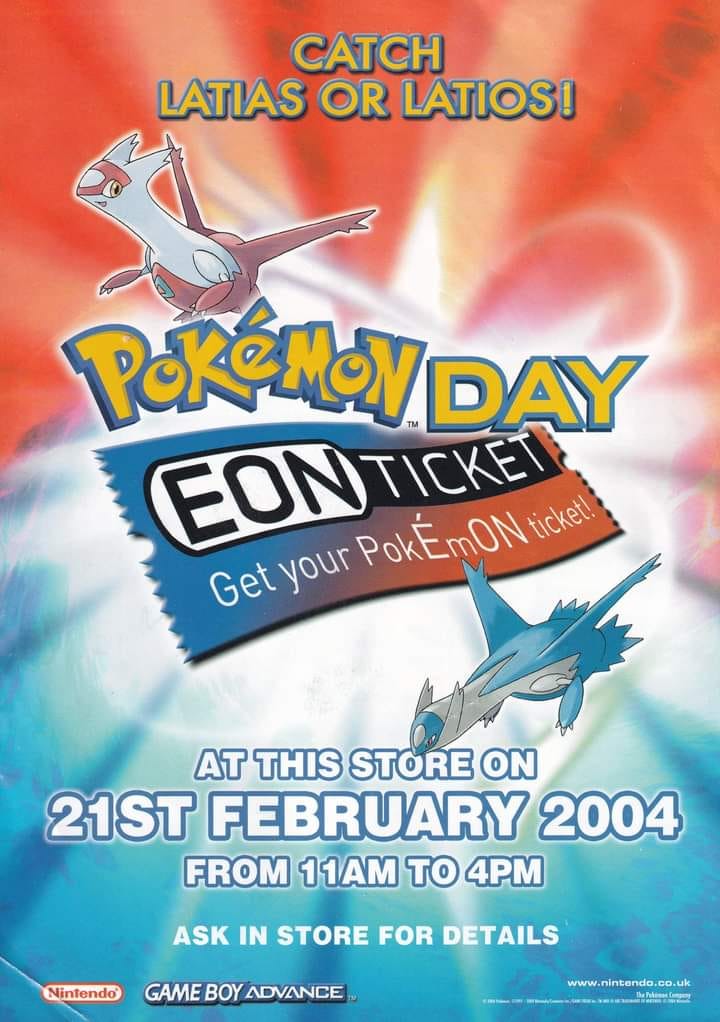 CATCH
LATIAS OR LATIOS!
POKéMON DAY
TM
EON TICKET
Get your PokÉmON ticket!
AT THIS STORE ON
21ST FEBRUARY 2004
FROM 11AM TO 4PM
ASK IN STORE FOR DETAILS
www.nintendo.co.uk
The Pokémon Company
Nintendo
GAME BOY ADVANCE